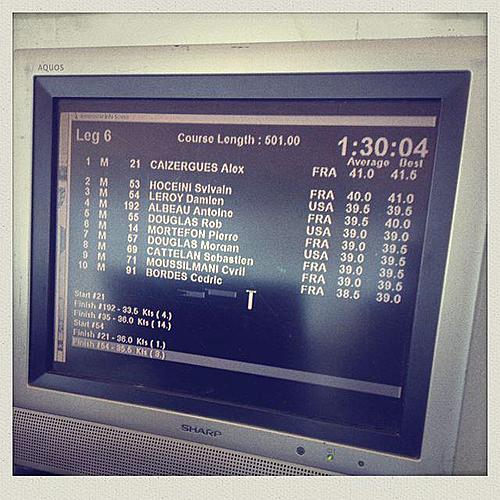 AQUOS
Leg 6 Course Length : 501.00 1:30:04
Average Best
1 M 21 CAIZERGUES Alex FRA 41.0 41.5
2 M 53 HOCEINI Sylvain FRA 40.0 41.0
3 M 54 LEROY Damien USA 39.5 39.5
4 M 192 ALBEAU Antoine FRA 39.5 40.0
5 M 55 DOUGLAS Rob USA 39.0 39.5
6 M 14 MORTEFON Pierre FRA 39.0 39.5
7 M 57 DOUGLAS Morgan USA 39.0 39.0
8 M 69 CATTELAN Sebastien FRA 39.0 39.5
9 M 71 MOUSSILMANI Cyril FRA 39.0 39.5
10 M 91 BORDES Cedric FRA 38.5 39.0
T
Start #21
Finish #192 - 33.5 Kts ( 4.)
Finish #35 - 36.0 Kts ( 14.)
Start #54
Finish #21 - 36.0 Kts ( 1.)
Finish #54 - 35.5 Kts ( 3.)
SHARP